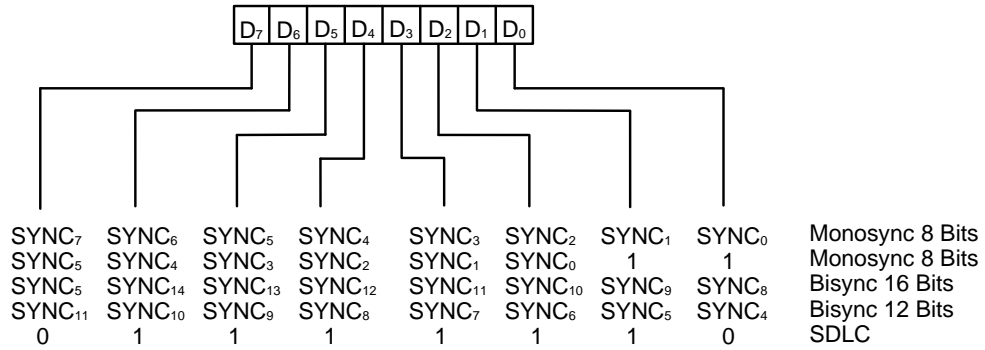 D₇ D₆ D₅ D₄ D₃ D₂ D₁ D₀
SYNC₇ SYNC₆ SYNC₅ SYNC₄ SYNC₃ SYNC₂ SYNC₁ SYNC₀ Monosync 8 Bits
SYNC₅ SYNC₄ SYNC₃ SYNC₂ SYNC₁ SYNC₀ 1 1 Monosync 8 Bits
SYNC₅ SYNC₁₄ SYNC₁₃ SYNC₁₂ SYNC₁₁ SYNC₁₀ SYNC₉ SYNC₈ Bisync 16 Bits
SYNC₁₁ SYNC₁₀ SYNC₉ SYNC₈ SYNC₇ SYNC₆ SYNC₅ SYNC₄ Bisync 12 Bits
0 1 1 1 1 1 1 0 SDLC